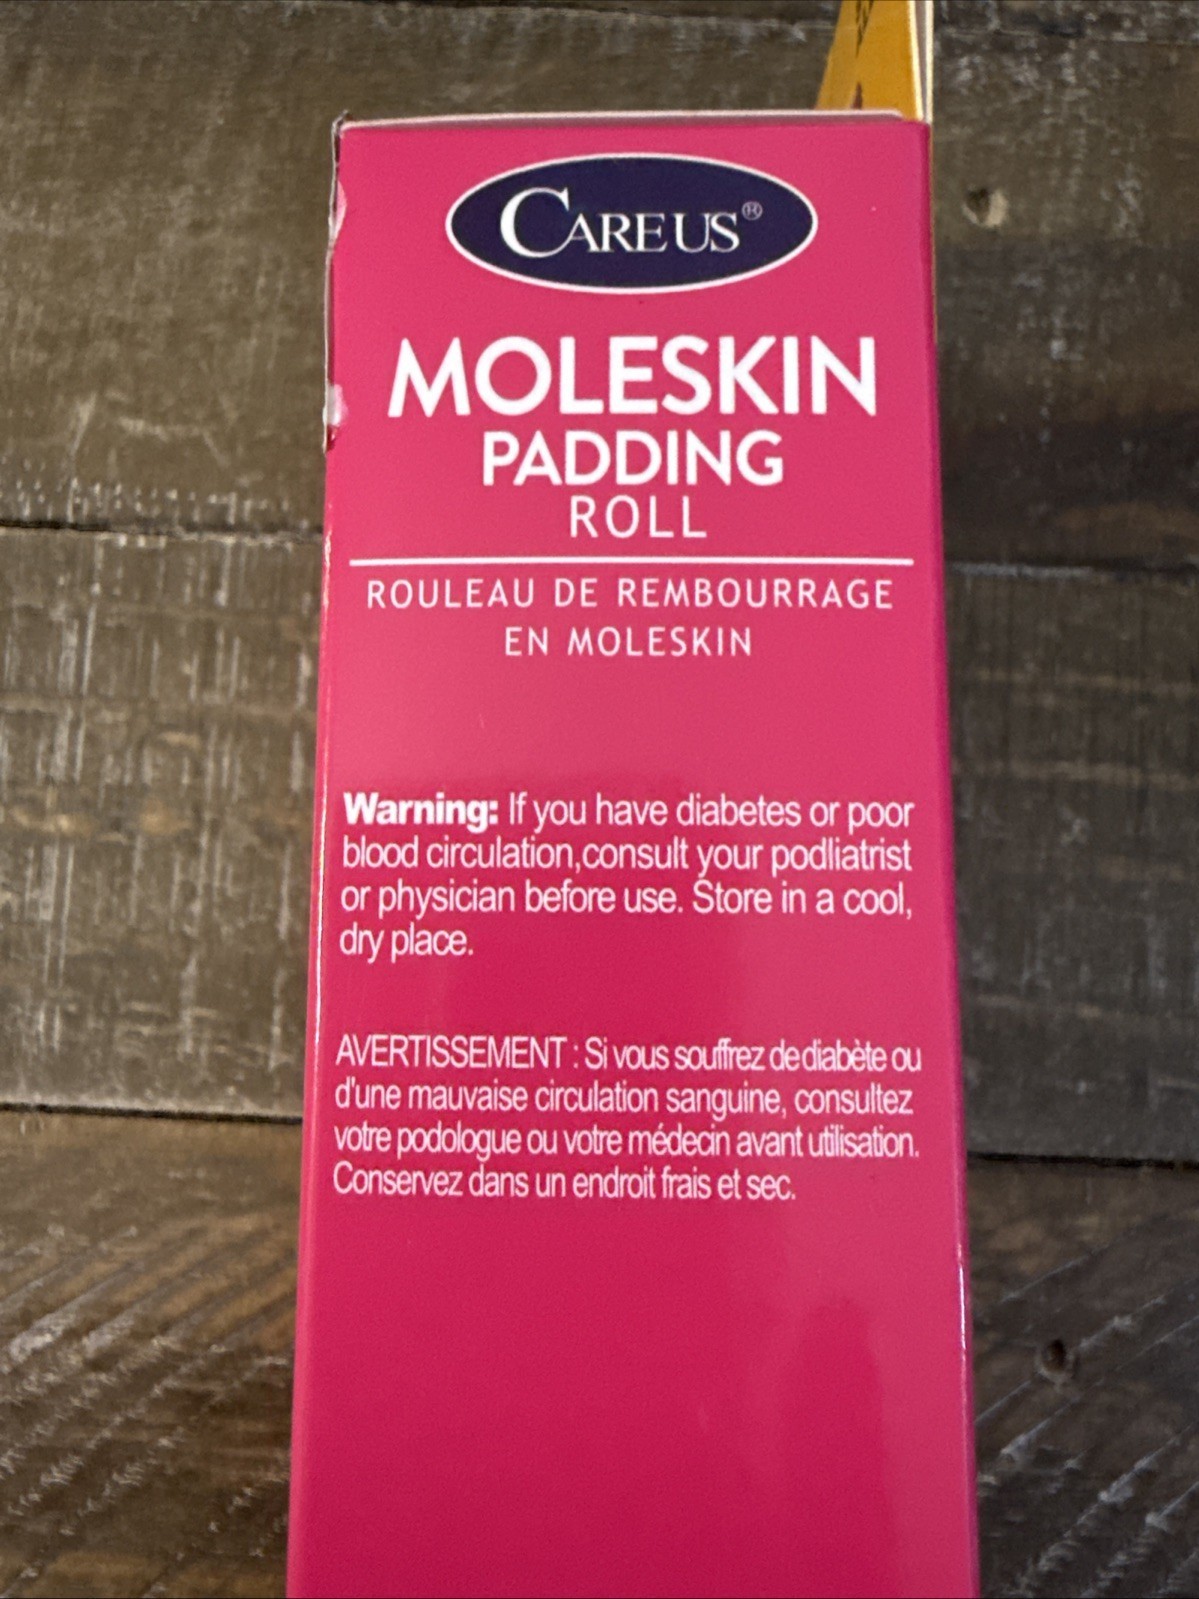 CAREUS®
MOLESKIN
PADDING
ROLL
ROULEAU DE REMBOURRAGE
EN MOLESKIN
Warning: If you have diabetes or poor
blood circulation,consult your podliatrist
or physician before use. Store in a cool,
dry place.
AVERTISSEMENT : Si vous souffrez de diabète ou
d'une mauvaise circulation sanguine, consultez
votre podologue ou votre médecin avant utilisation.
Conservez dans un endroit frais et sec.